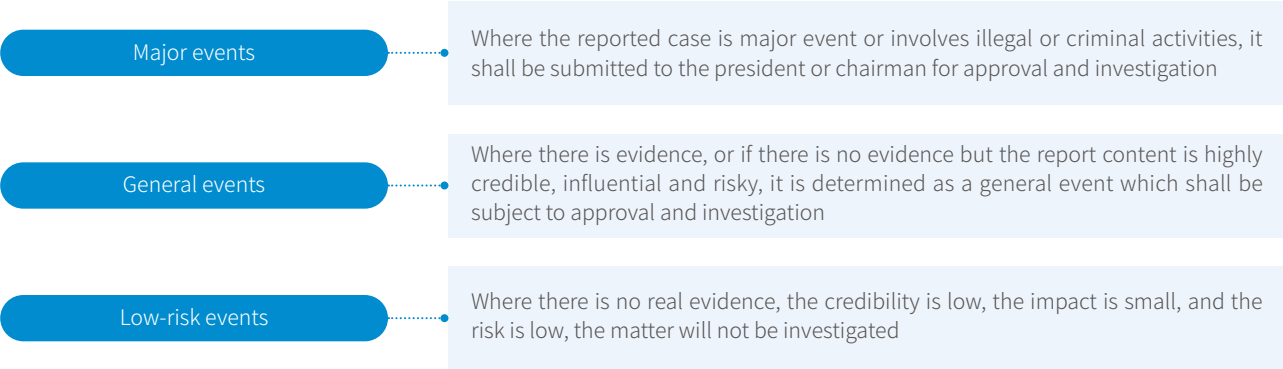 Major events
Where the reported case is major event or involves illegal or criminal activities, it
shall be submitted to the president or chairman for approval and investigation
General events
Where there is evidence, or if there is no evidence but the report content is highly
credible, influential and risky, it is determined as a general event which shall be
subject to approval and investigation
Low-risk events
Where there is no real evidence, the credibility is low, the impact is small, and the
risk is low, the matter will not be investigated